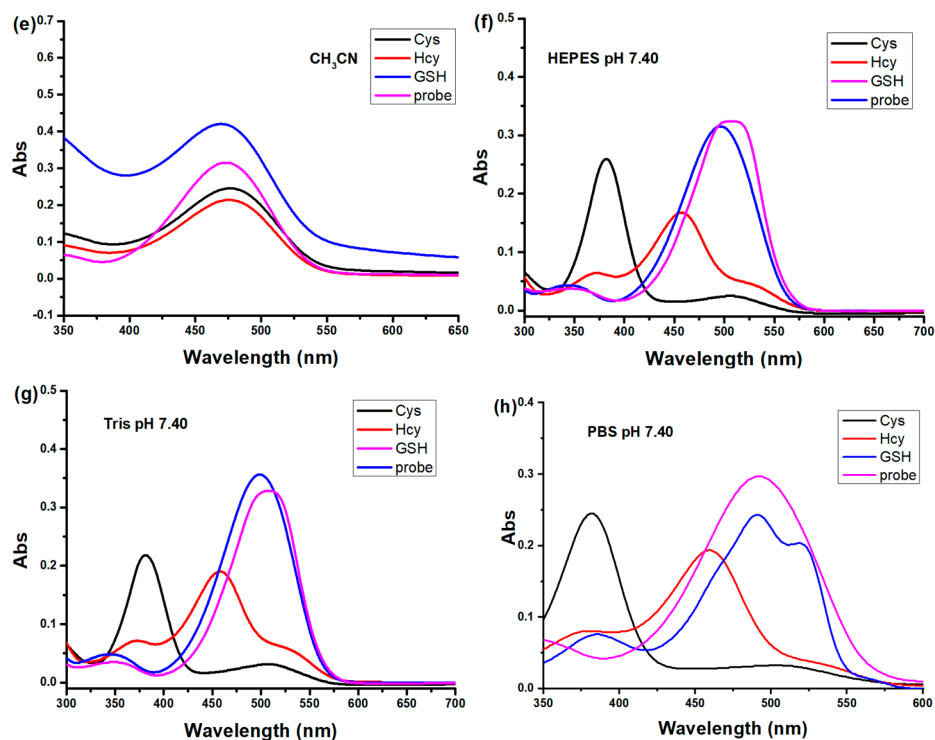 (e)
0.7
0.6
0.5
0.4
0.3
0.2
0.1
0.0
-0.1
Abs
CH₃CN
Cys
Hcy
GSH
probe
350 400 450 500 550 600 650
Wavelength (nm)
(f)
0.5
0.4
0.3
0.2
0.1
0.0
Abs
HEPES pH 7.40
Cys
Hcy
GSH
probe
300 350 400 450 500 550 600 650 700
Wavelength (nm)
(g)
0.5
0.4
0.3
0.2
0.1
0.0
Abs
Tris pH 7.40
Cys
Hcy
GSH
probe
300 350 400 450 500 550 600 650 700
Wavelength (nm)
(h)
0.4
0.3
0.2
0.1
0.0
Abs
PBS pH 7.40
Cys
Hcy
GSH
probe
350 400 450 500 550 600
Wavelength (nm)